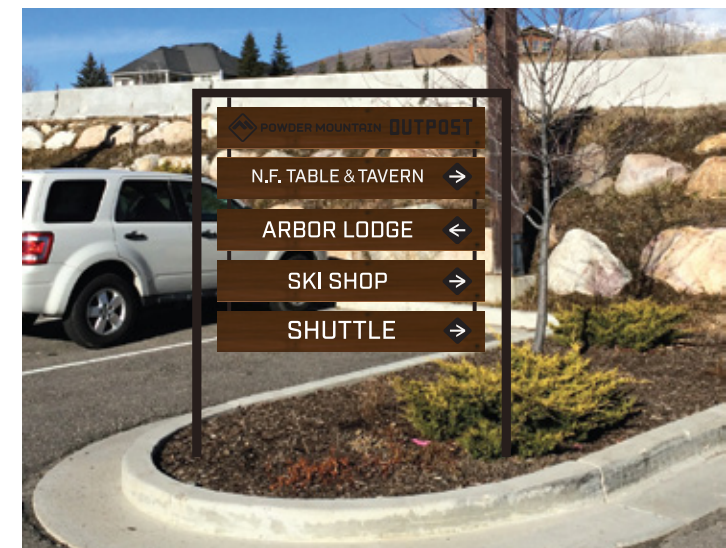 POWDER MOUNTAIN OUTPOST
N.F. TABLE & TAVERN →
ARBOR LODGE ←
SKI SHOP →
SHUTTLE →